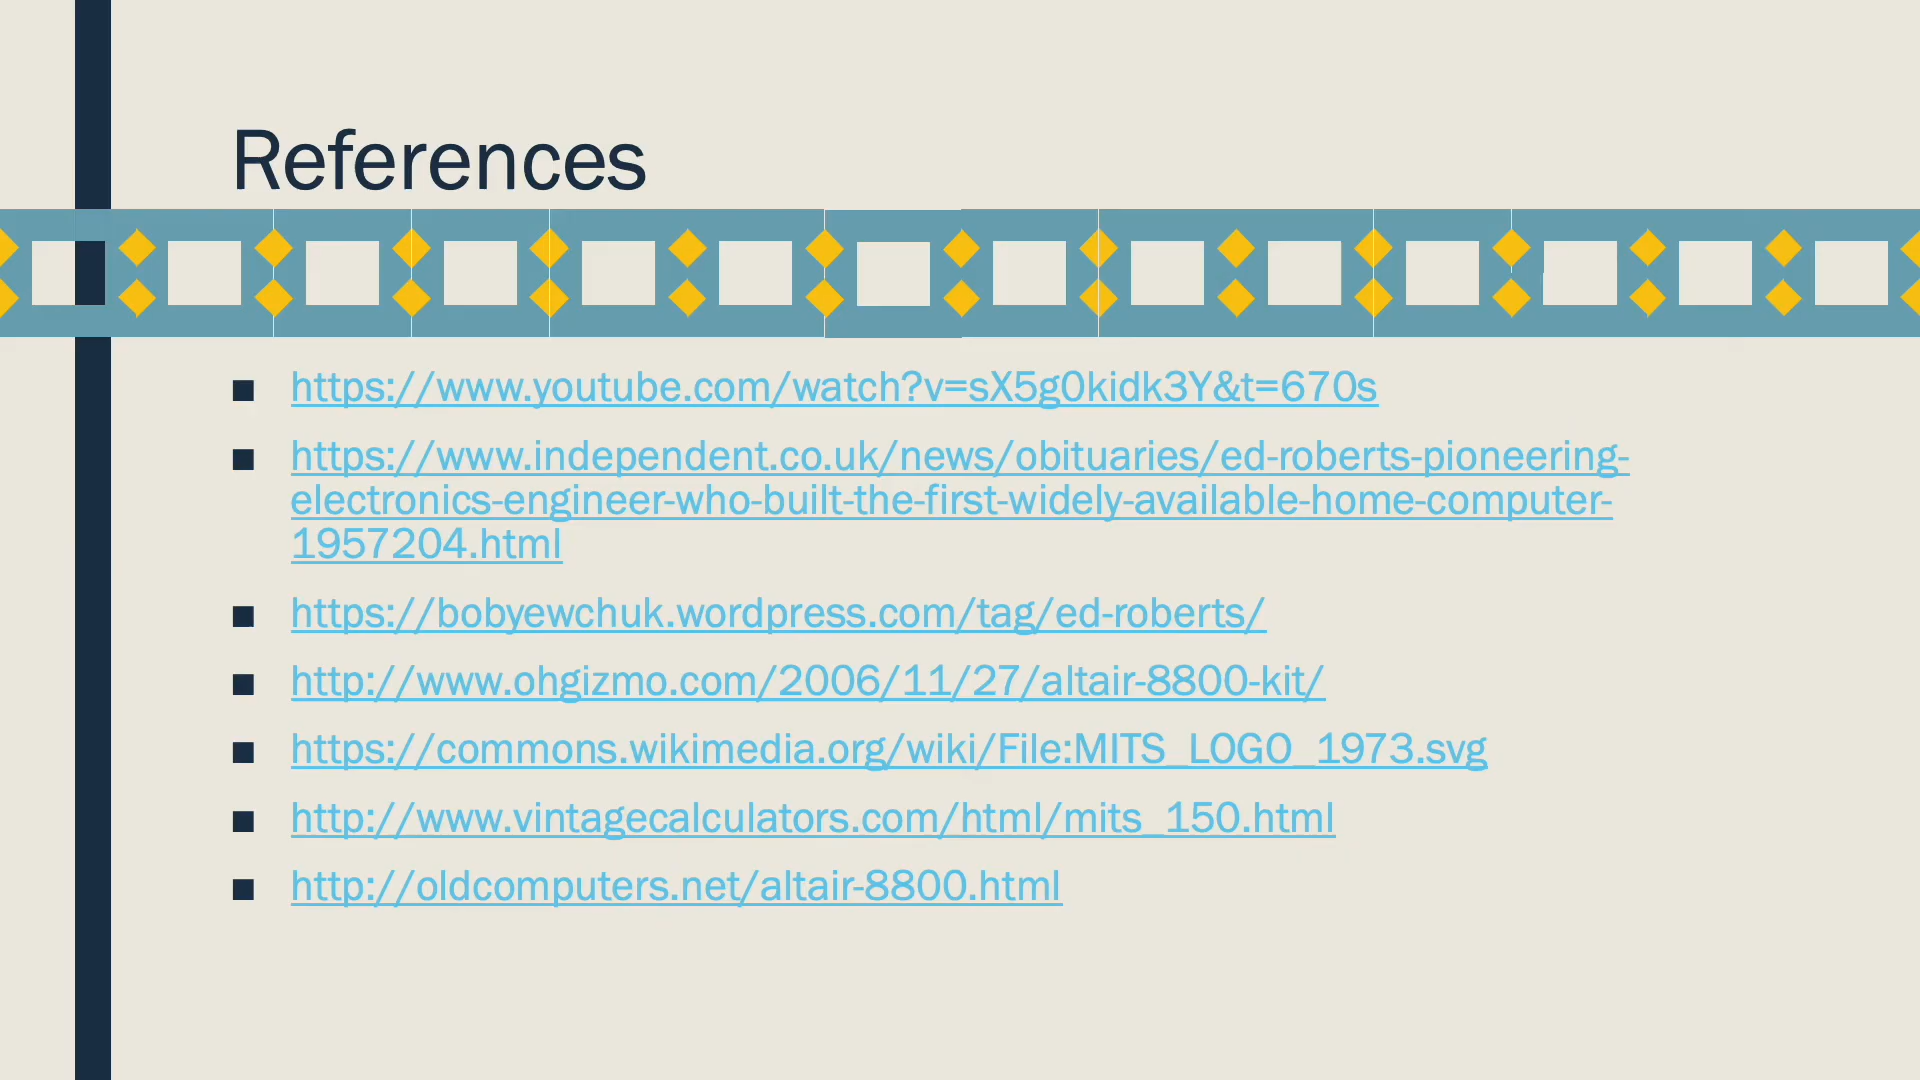 References
https://www.youtube.com/watch?v=sX5g0kidk3Y&t=670s
https://www.independent.co.uk/news/obituaries/ed-roberts-pioneering-
electronics-engineer-who-built-the-first-widely-available-home-computer-
1957204.html
https://bobyewchuk.wordpress.com/tag/ed-roberts/
http://www.ohgizmo.com/2006/11/27/altair-8800-kit/
https://commons.wikimedia.org/wiki/File:MITS_LOGO_1973.svg
http://www.vintagecalculators.com/html/mits_150.html
http://oldcomputers.net/altair-8800.html